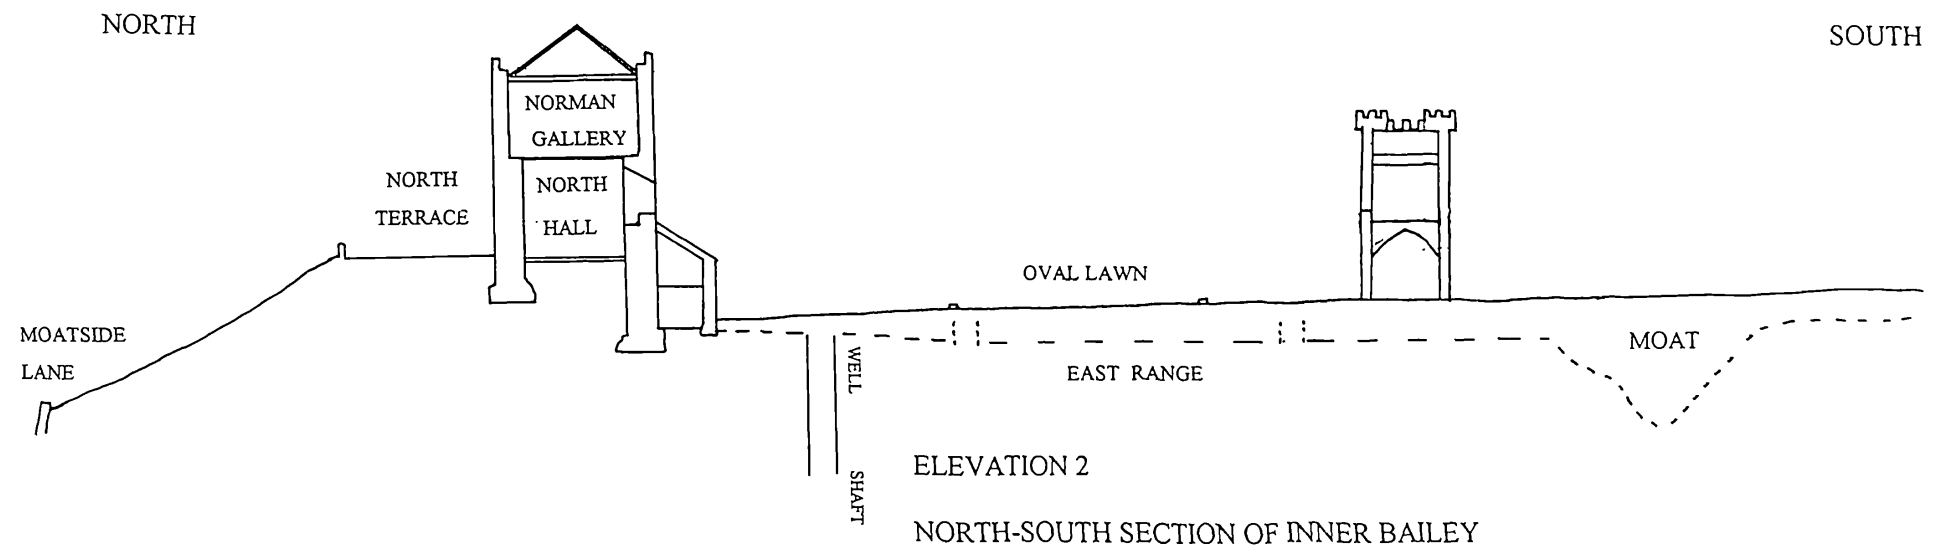 NORTH
SOUTH
NORMAN
GALLERY
NORTH
TERRACE
NORTH
HALL
OVAL LAWN
MOATSIDE
LANE
WELL
SHAFT
EAST RANGE
MOAT
ELEVATION 2
NORTH-SOUTH SECTION OF INNER BAILEY